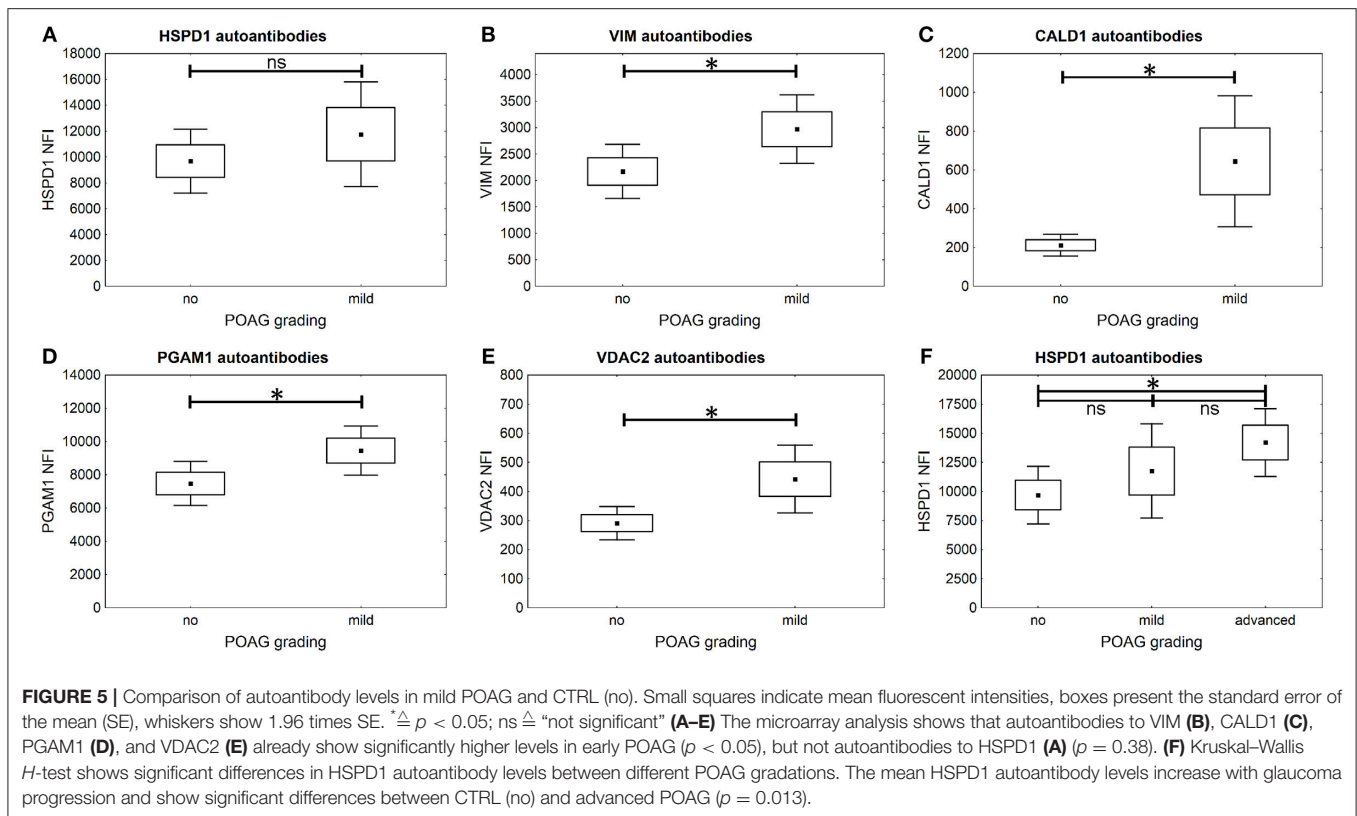 A
HSPD1 autoantibodies
18000
16000
14000
12000
10000
8000
6000
4000
2000
0
HSPD1 NFI
ns
no mild
POAG grading
B
VIM autoantibodies
4000
3500
3000
2500
2000
1500
1000
500
0
VIM NFI
*
no mild
POAG grading
C
CALD1 autoantibodies
1200
1000
800
600
400
200
0
CALD1 NFI
*
no mild
POAG grading
D
PGAM1 autoantibodies
14000
12000
10000
8000
6000
4000
2000
0
PGAM1 NFI
*
no mild
POAG grading
E
VDAC2 autoantibodies
800
700
600
500
400
300
200
100
0
VDAC2 NFI
*
no mild
POAG grading
F
HSPD1 autoantibodies
20000
17500
15000
12500
10000
7500
5000
2500
0
HSPD1 NFI
*
ns ns
no mild advanced
POAG grading
FIGURE 5 | Comparison of autoantibody levels in mild POAG and CTRL (no). Small squares indicate mean fluorescent intensities, boxes present the standard error of
the mean (SE), whiskers show 1.96 times SE. *≙ p < 0.05; ns ≙ “not significant” (A–E) The microarray analysis shows that autoantibodies to VIM (B), CALD1 (C),
PGAM1 (D), and VDAC2 (E) already show significantly higher levels in early POAG (p < 0.05), but not autoantibodies to HSPD1 (A) (p = 0.38). (F) Kruskal–Wallis
H-test shows significant differences in HSPD1 autoantibody levels between different POAG gradations. The mean HSPD1 autoantibody levels increase with glaucoma
progression and show significant differences between CTRL (no) and advanced POAG (p = 0.013).